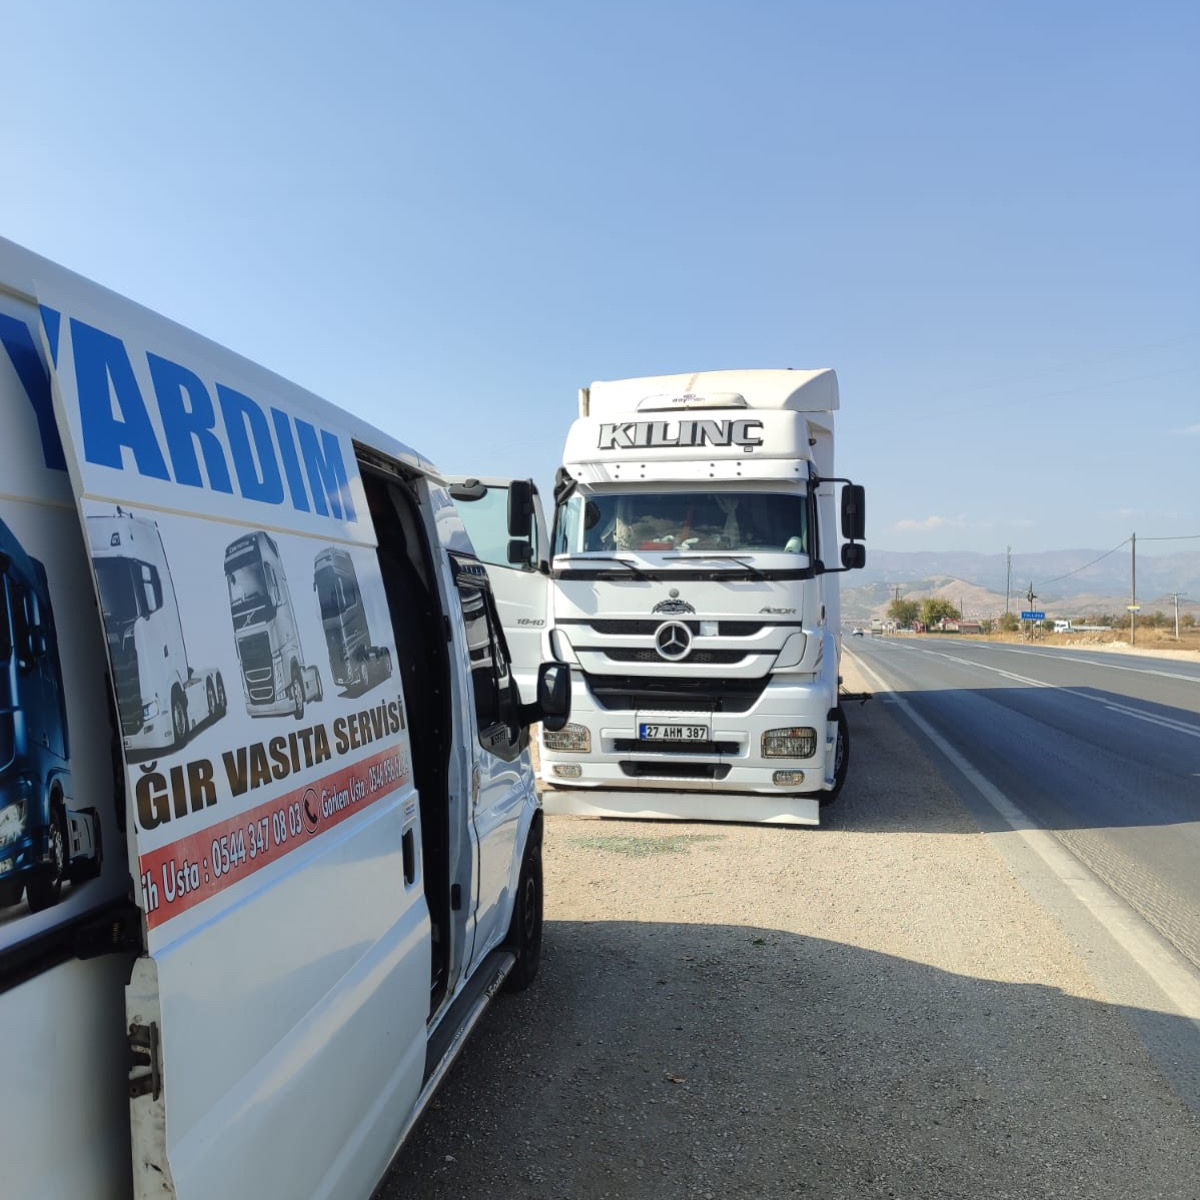 YARDIM
ĞIR VASITA SERVİSİ
ih Usta : 0544 347 08 03 Görkem Usta : 0546
KILINÇ
AXOR
1840
27 AHM 387